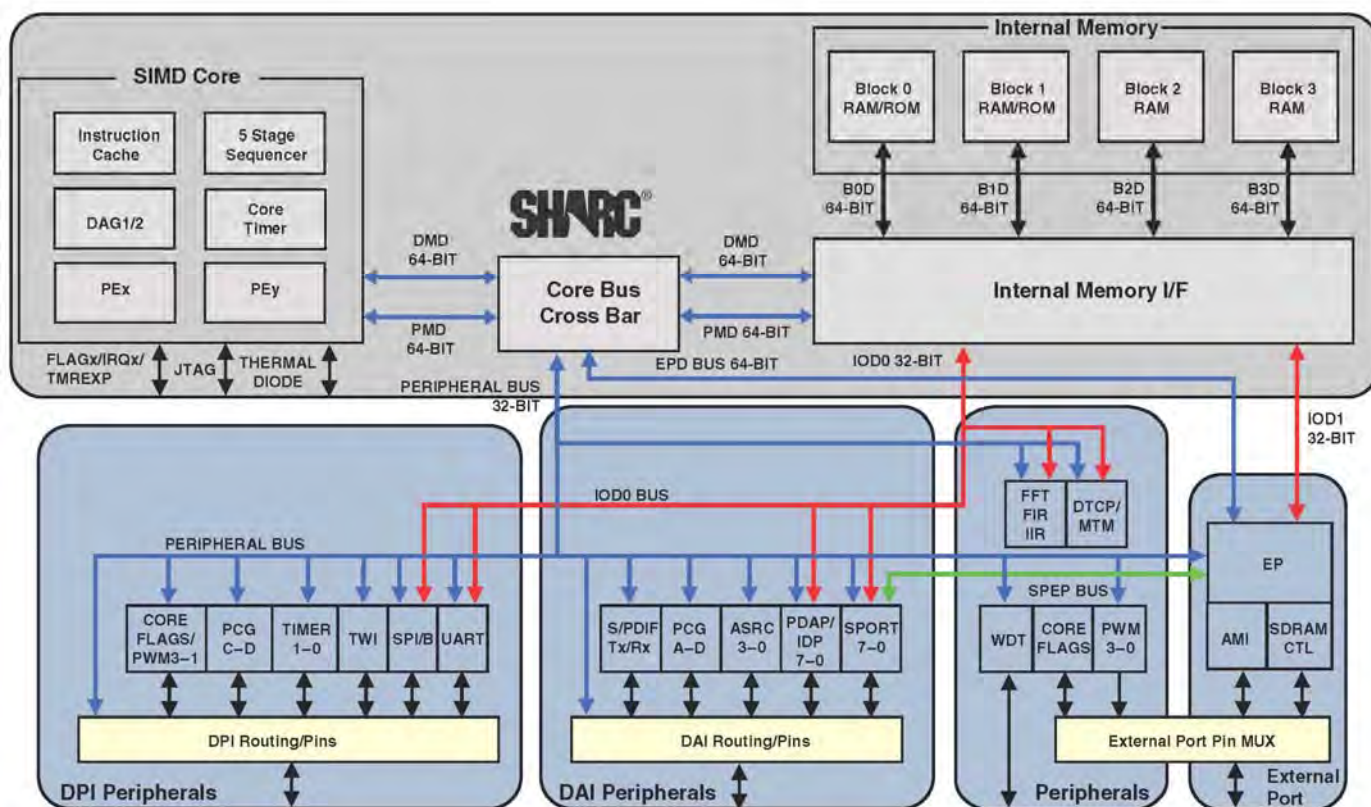 Internal Memory
SIMD Core
Block 0
RAM/ROM
Block 1
RAM/ROM
Block 2
RAM
Block 3
RAM
Instruction
Cache
5 Stage
Sequencer
DAG1/2
Core
Timer
PEx
PEy
SHARC®
B0D
64-BIT
B1D
64-BIT
B2D
64-BIT
B3D
64-BIT
DMD
64-BIT
DMD
64-BIT
Core Bus
Cross Bar
Internal Memory I/F
PMD
64-BIT
PMD 64-BIT
FLAGx/IRQx/
TMREXP
JTAG
THERMAL
DIODE
EPD BUS 64-BIT
IOD0 32-BIT
PERIPHERAL BUS
32-BIT
IOD1
32-BIT
IOD0 BUS
FFT
FIR
IIR
DTCP/
MTM
PERIPHERAL BUS
EP
SPEP BUS
CORE
FLAGS/
PWM3–1
PCG
C–D
TIMER
1–0
TWI
SPI/B
UART
S/PDIF
Tx/Rx
PCG
A–D
ASRC
3–0
PDAP/
IDP
7–0
SPORT
7–0
WDT
CORE
FLAGS
PWM
3–0
AMI
SDRAM
CTL
DPI Routing/Pins
DAI Routing/Pins
External Port Pin MUX
DPI Peripherals
DAI Peripherals
Peripherals
External
Port